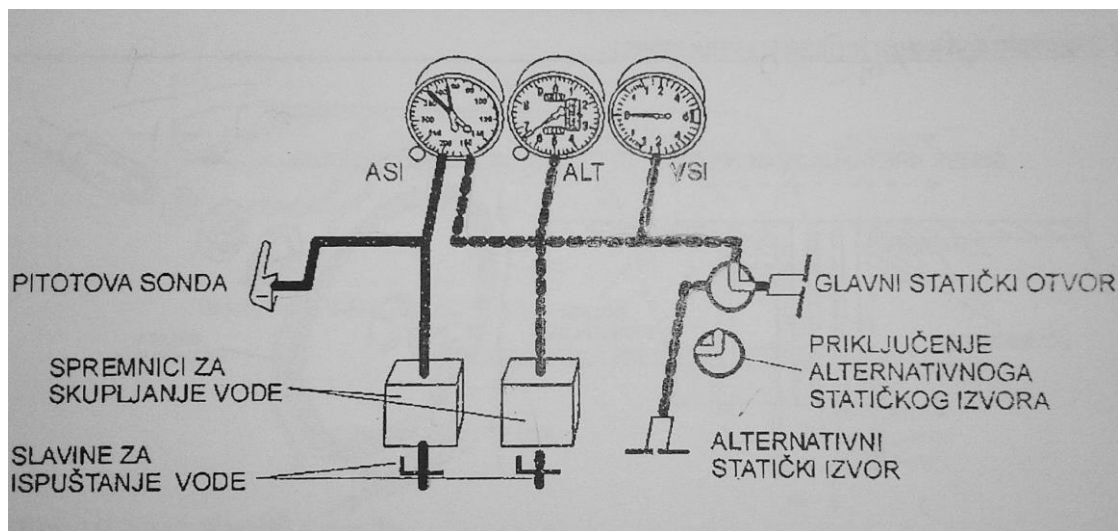 ASI
ALT
VSI
PITOTOVA SONDA
GLAVNI STATIČKI OTVOR
PRIKLJUČENJE
ALTERNATIVNOGA
STATIČKOG IZVORA
SPREMNICI ZA
SKUPLJANJE VODE
ALTERNATIVNI
STATIČKI IZVOR
SLAVINE ZA
ISPUŠTANJE VODE